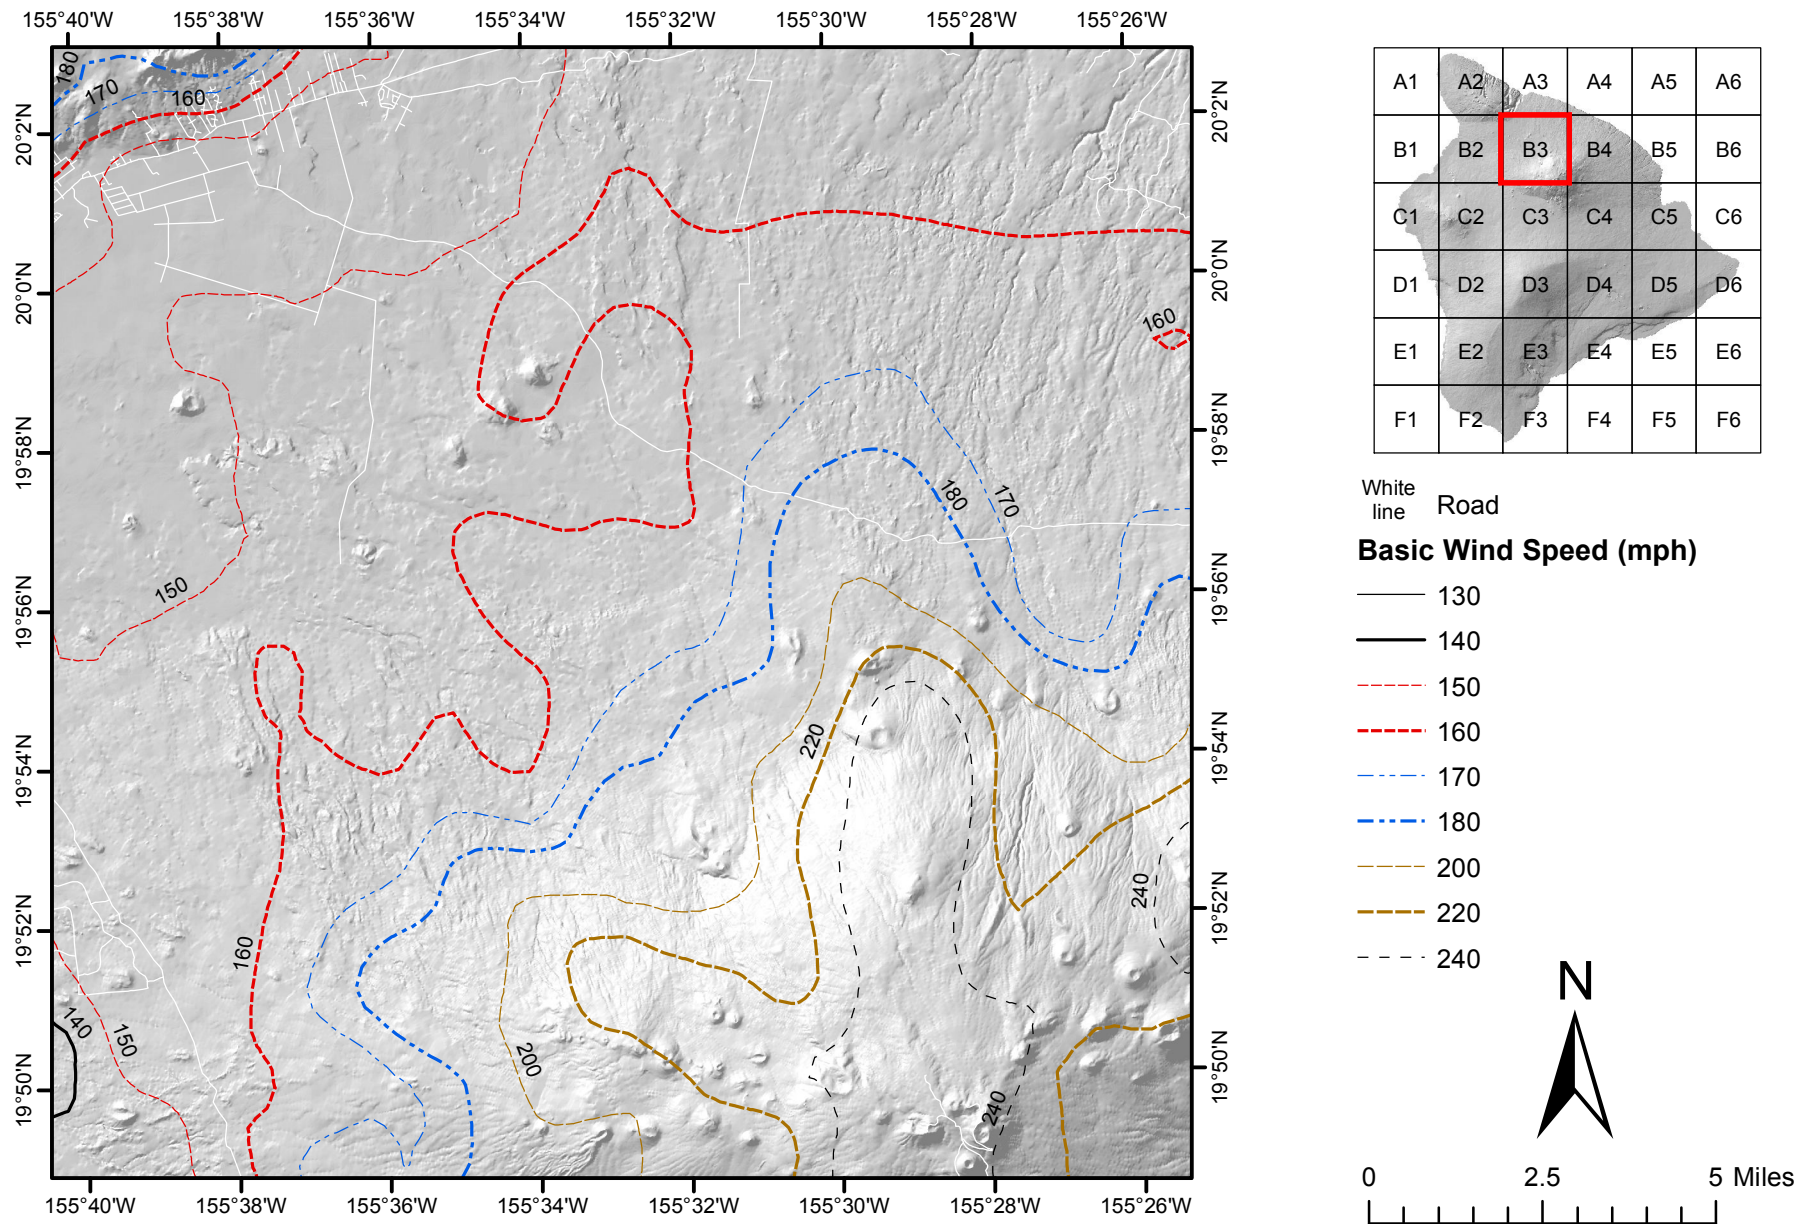 155°40'W 155°38'W 155°36'W 155°34'W 155°32'W 155°30'W 155°28'W 155°26'W
180
170
160
20°2'N
20°2'N
20°0'N
20°0'N
160
19°58'N
19°58'N
180
170
150
19°56'N
19°56'N
220
19°54'N
19°54'N
240
19°52'N
19°52'N
160
140
150
200
19°50'N
19°50'N
240
155°40'W 155°38'W 155°36'W 155°34'W 155°32'W 155°30'W 155°28'W 155°26'W
A1 A2 A3 A4 A5 A6
B1 B2 B3 B4 B5 B6
C1 C2 C3 C4 C5 C6
D1 D2 D3 D4 D5 D6
E1 E2 E3 E4 E5 E6
F1 F2 F3 F4 F5 F6
White
line
Road
Basic Wind Speed (mph)
130
140
150
160
170
180
200
220
240
N
0 2.5 5 Miles